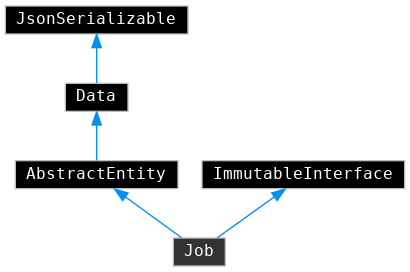 JsonSerializable
Data
AbstractEntity
ImmutableInterface
Job